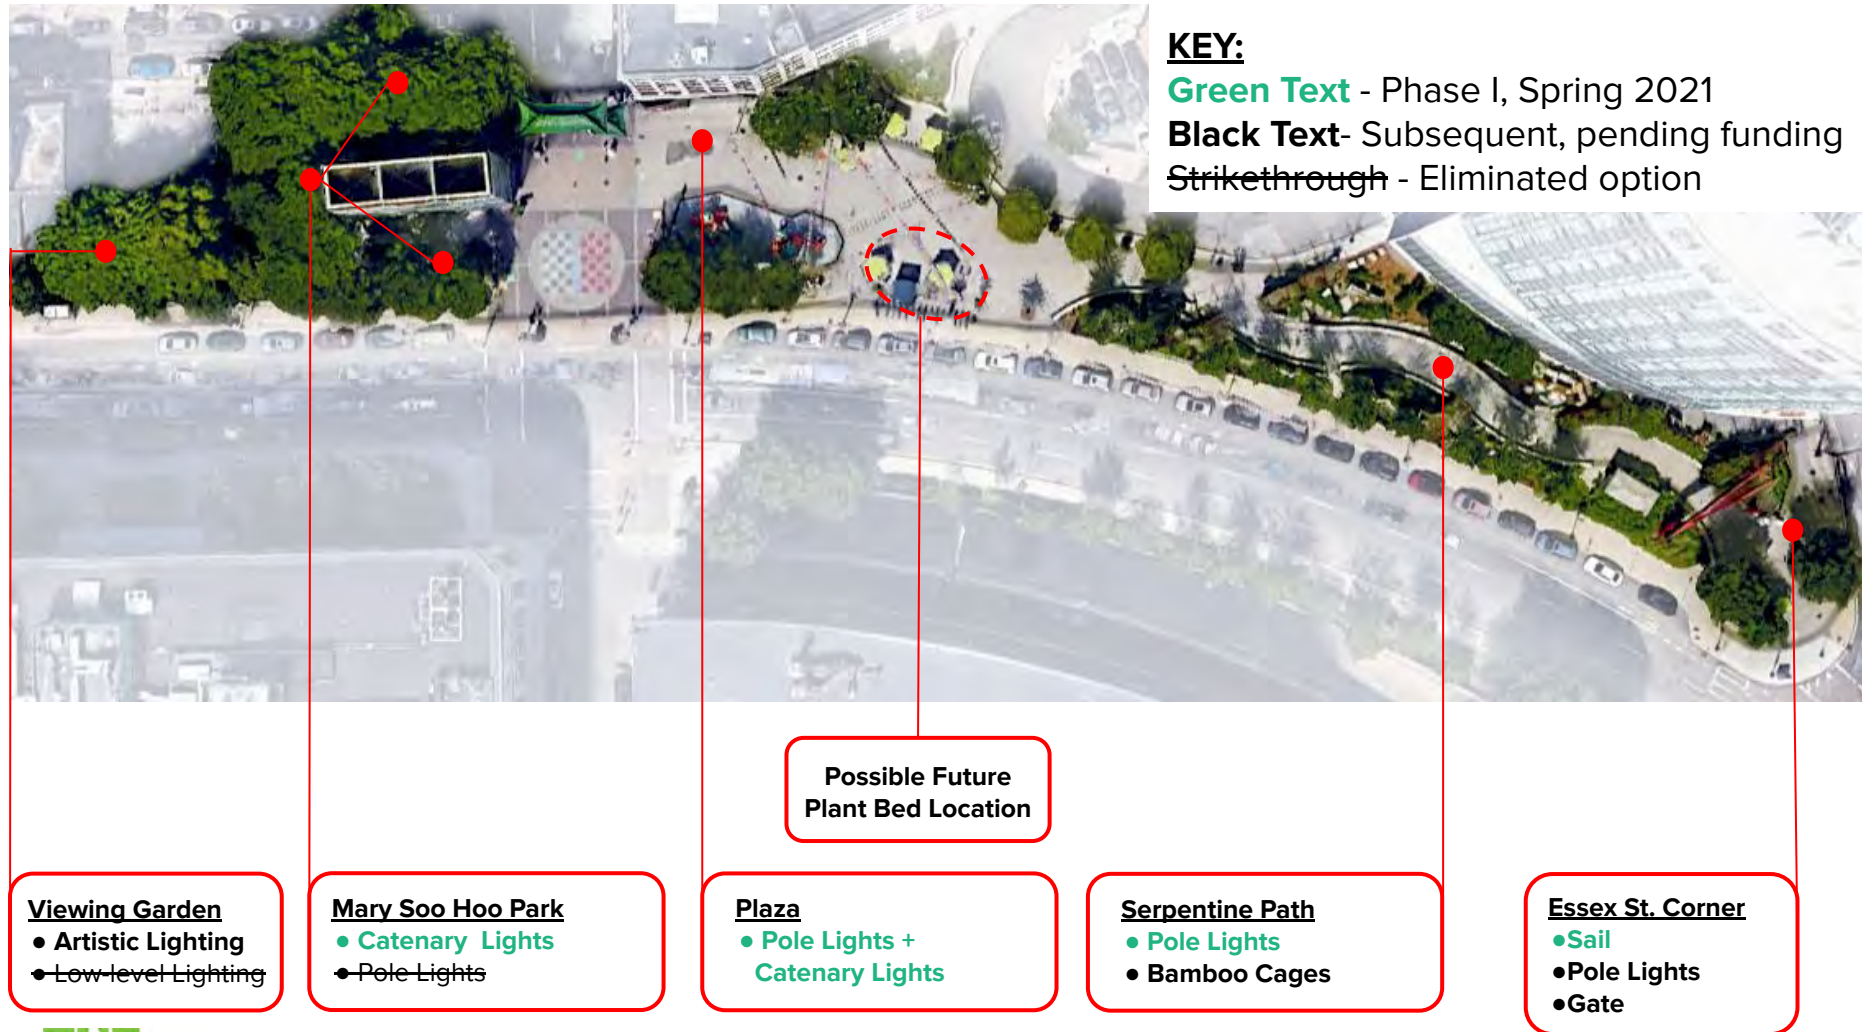 KEY:
Green Text - Phase I, Spring 2021
Black Text- Subsequent, pending funding
Strikethrough - Eliminated option
Possible Future
Plant Bed Location
Viewing Garden
● Artistic Lighting
● Low-level Lighting
Mary Soo Hoo Park
● Catenary Lights
● Pole Lights
Plaza
● Pole Lights +
Catenary Lights
Serpentine Path
● Pole Lights
● Bamboo Cages
Essex St. Corner
●Sail
●Pole Lights
●Gate